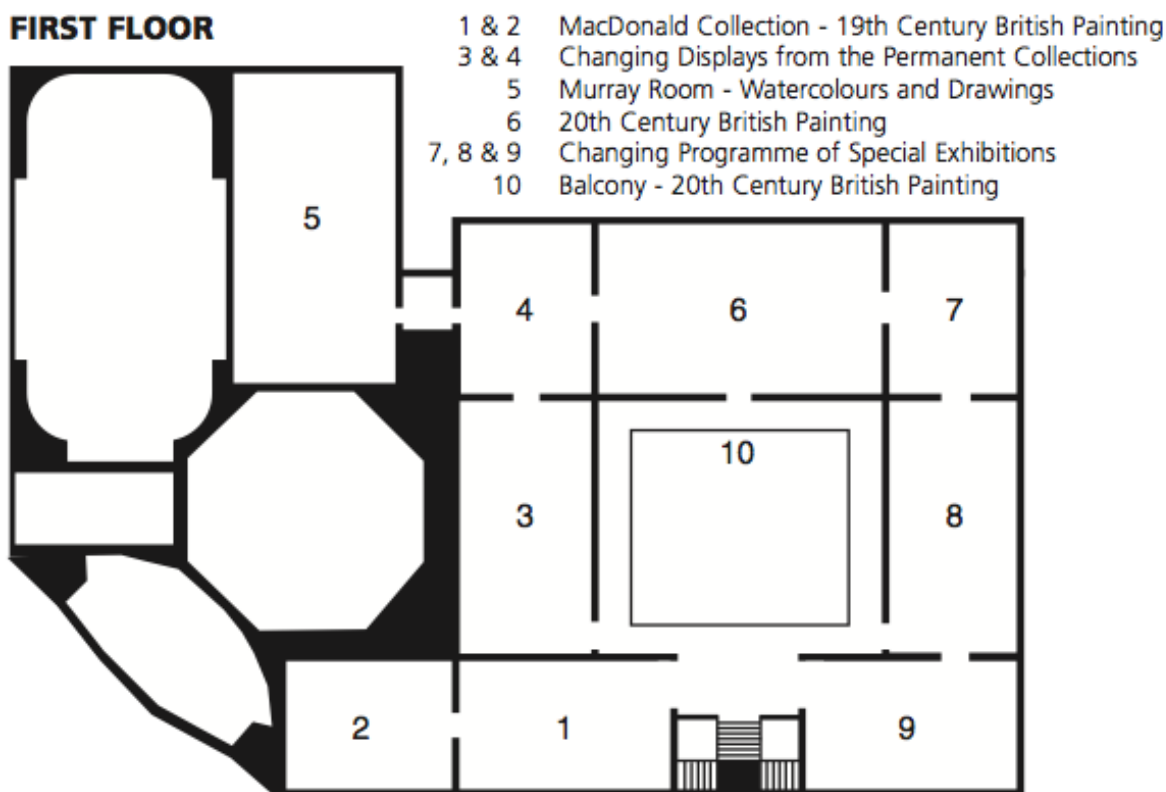 FIRST FLOOR
1 & 2 MacDonald Collection - 19th Century British Painting
3 & 4 Changing Displays from the Permanent Collections
5 Murray Room - Watercolours and Drawings
6 20th Century British Painting
7, 8 & 9 Changing Programme of Special Exhibitions
10 Balcony - 20th Century British Painting
5
4
6
7
10
3
8
2
1
9